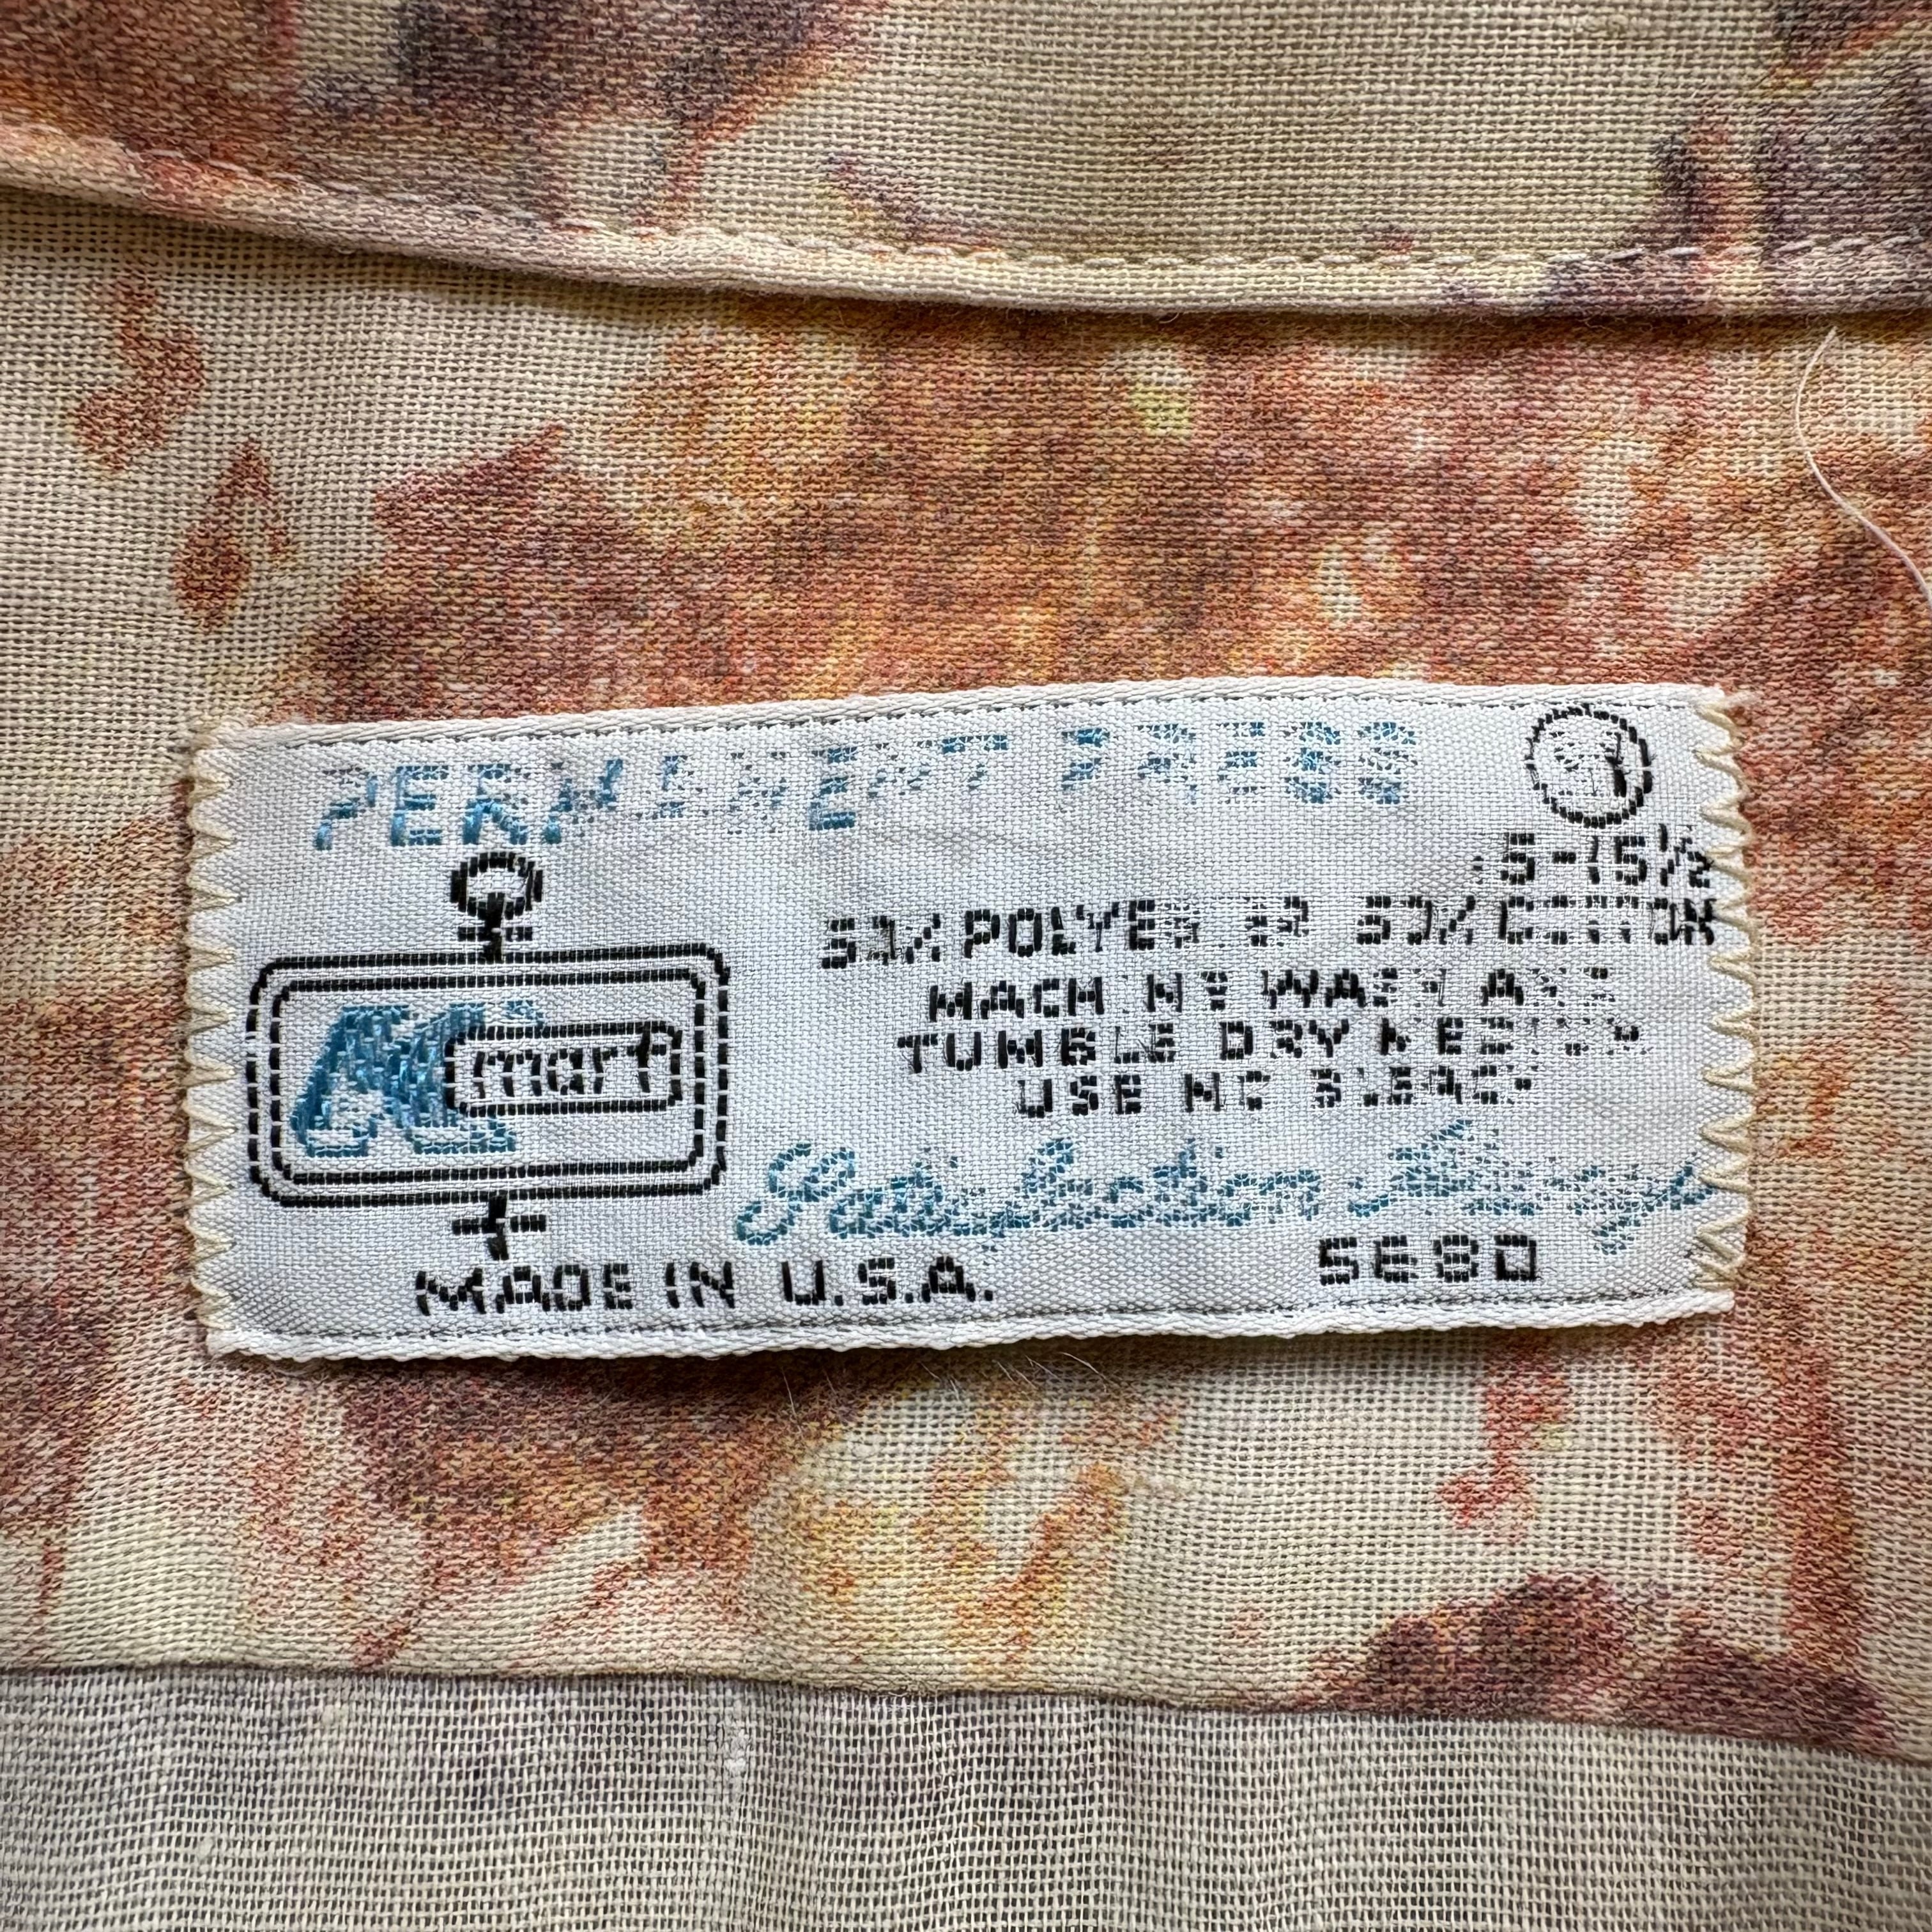 PERMANENT PRESS
15-15½
50% POLYESTER 50% COTTON
MACHINE WASH AND
TUMBLE DRY MEDIUM
USE NO BLEACH
K mart
Satisfaction Always
MADE IN U.S.A.
5680